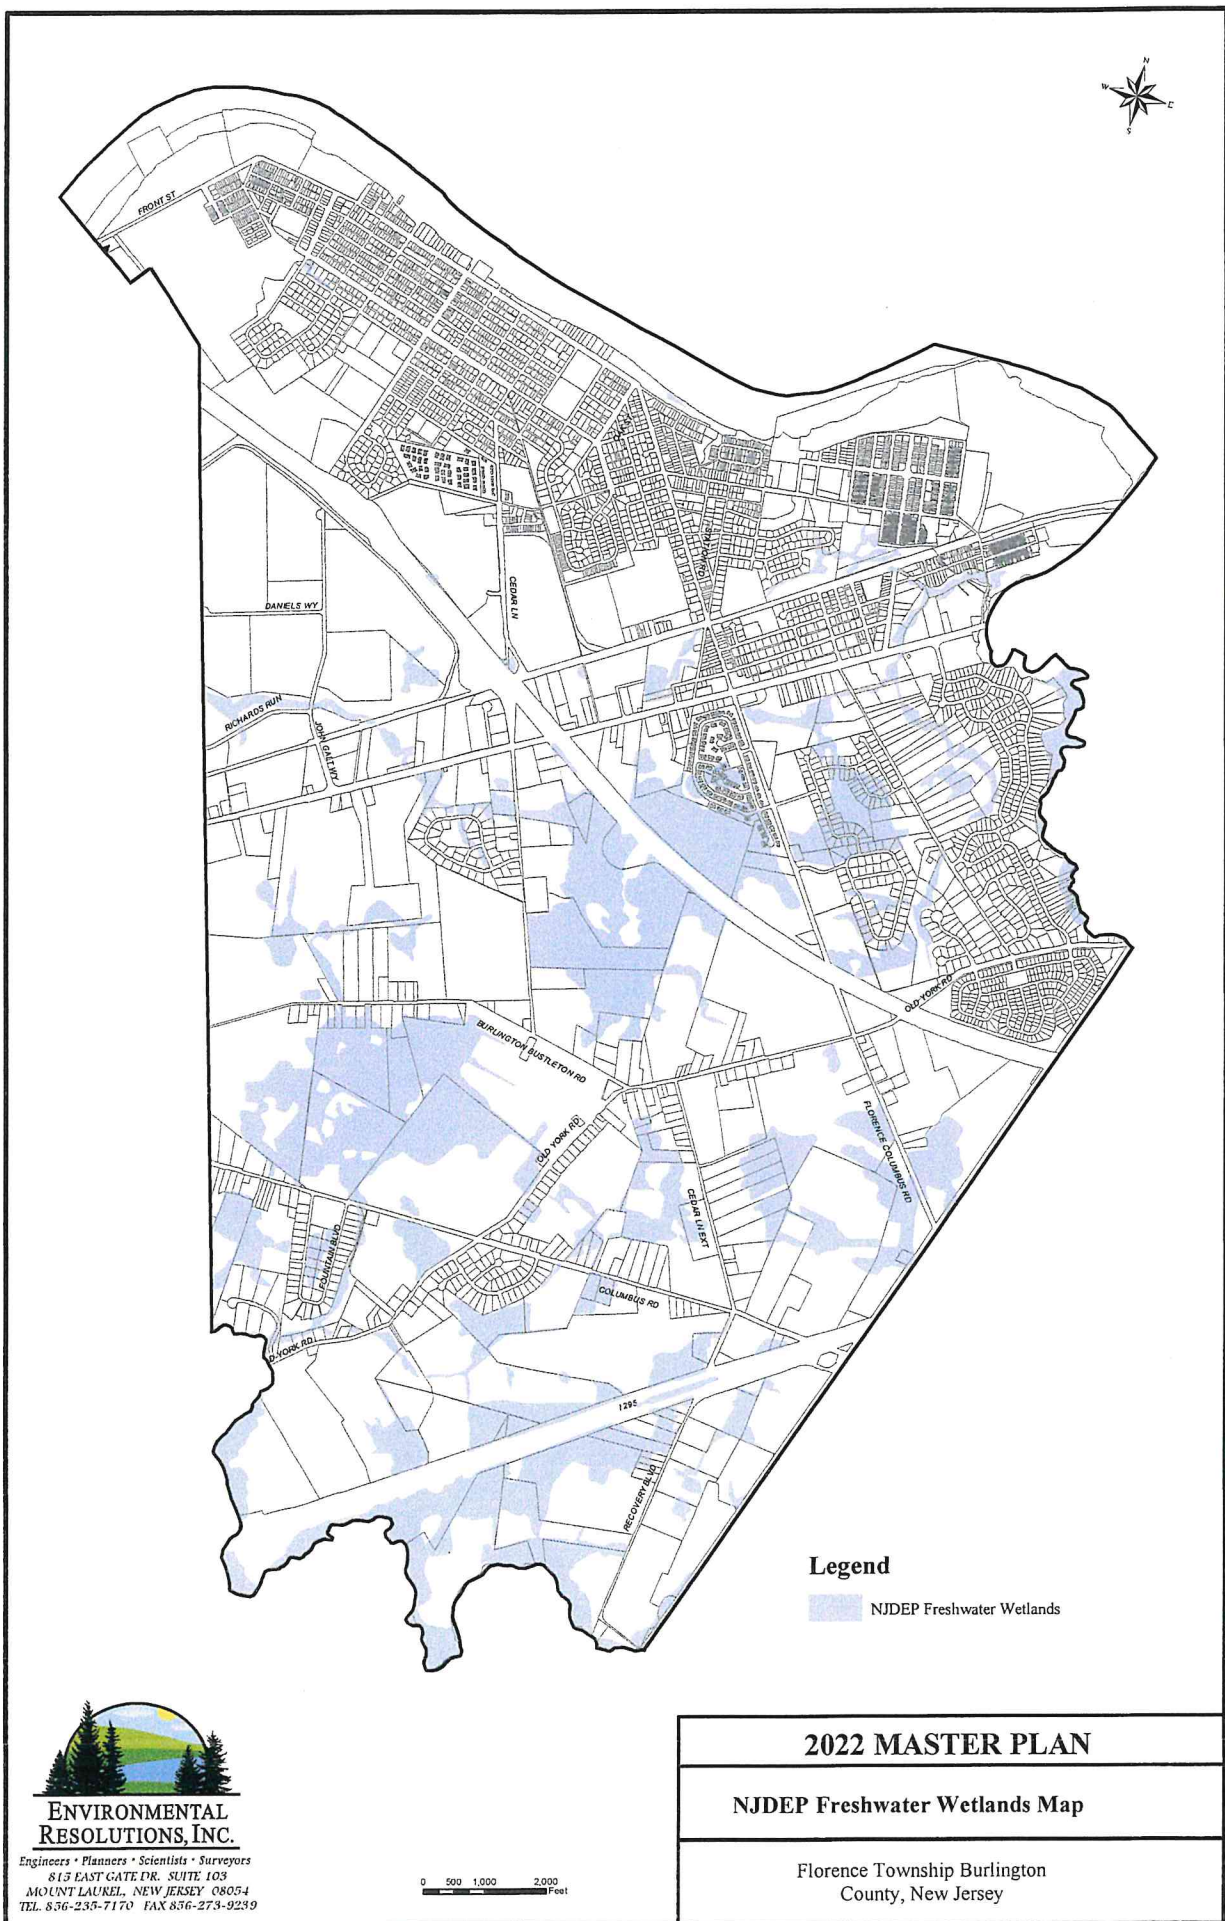 N
W
E
S
FRONT ST
STATION RD
CEDAR LN
DANIELS WY
RICHARDS RUN
JOHN GALT WY
OLD YORK RD
BURLINGTON BUSTLETON RD
OLD YORK RD
FLORENCE COLUMBUS RD
CEDAR LN EXT
FOUNTAIN BLVD
COLUMBUS RD
D-YORK RD
I295
RECOVERY BLVD
Legend
NJDEP Freshwater Wetlands
ENVIRONMENTAL
RESOLUTIONS, INC.
Engineers • Planners • Scientists • Surveyors
815 EAST GATE DR. SUITE 103
MOUNT LAUREL, NEW JERSEY 08054
TEL. 856-235-7170 FAX 856-273-9239
0 500 1,000 2,000
Feet
2022 MASTER PLAN
NJDEP Freshwater Wetlands Map
Florence Township Burlington
County, New Jersey